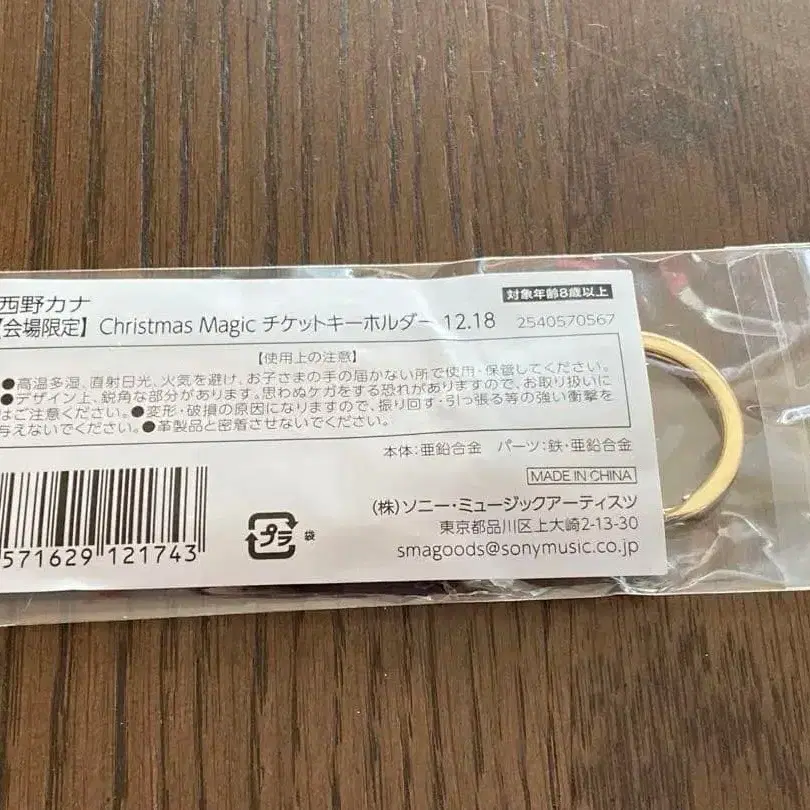 西野カナ
対象年齢8歳以上
【会場限定】 Christmas Magic チケットキーホルダー 12.18 2540570567
【使用上の注意】
●高温多湿、直射日光、火気を避け、お子さまの手の届かない所で使用・保管してください。
●デザイン上、鋭角な部分があります。思わぬケガをする恐れがありますので、お取り扱いに
はご注意ください。●変形・破損の原因になりますので、振り回す・引っ張る等の強い衝撃を
与えないでください。●革製品と密着させないでください。
本体:亜鉛合金 パーツ:鉄・亜鉛合金
MADE IN CHINA
(株)ソニー・ミュージックアーティスツ
東京都品川区上大崎2-13-30
smagoods@sonymusic.co.jp
プラ
袋
571629 121743